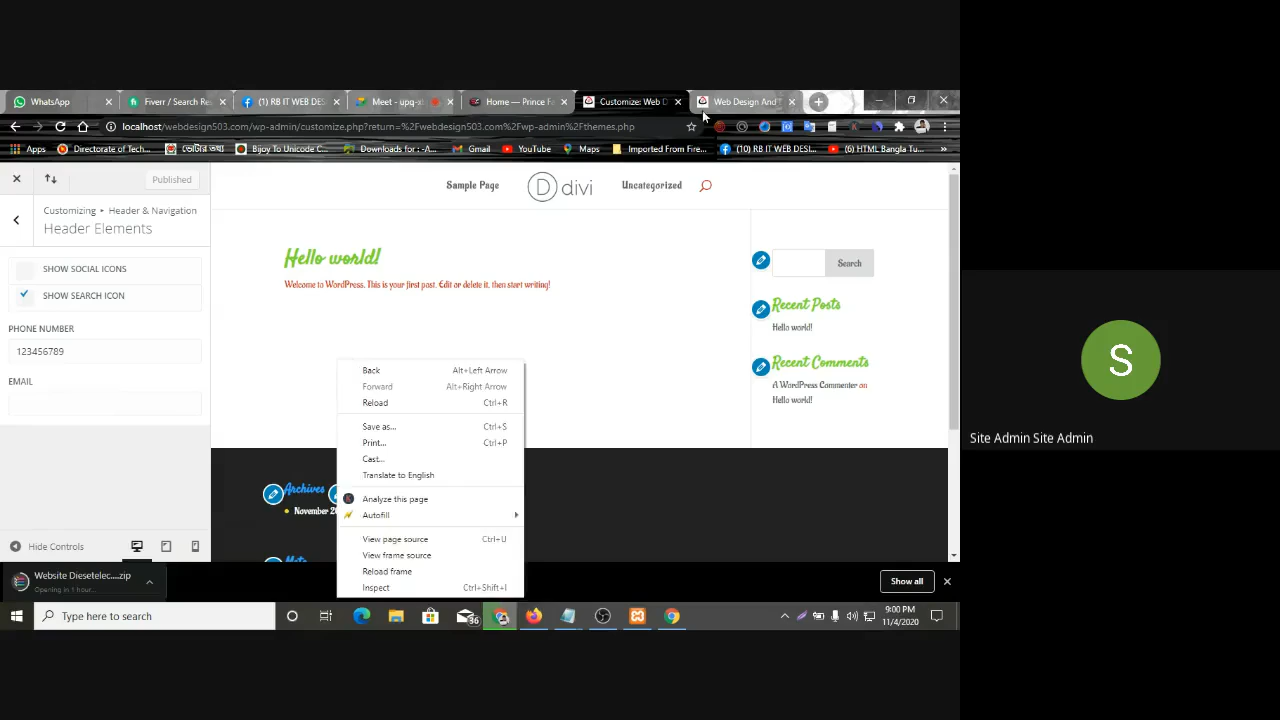 WhatsApp
Fiverr / Search Re
(1) RB IT WEB DES
Meet - upq-x
Home — Prince F
Customize: Web D
Web Design And T
localhost/webdesign503.com/wp-admin/customize.php?return=%2Fwebdesign503.com%2Fwp-admin%2Fthemes.php
Apps
Directorate of Tech...
Bijoy To Unicode C...
Downloads for : -A...
Gmail
YouTube
Maps
Imported From Fire...
(10) RB IT WEB DESI...
(6) HTML Bangla Tu...
»
Published
Customizing ▸ Header & Navigation
Header Elements
SHOW SOCIAL ICONS
SHOW SEARCH ICON
PHONE NUMBER
123456789
EMAIL
Hide Controls
Sample Page
D divi
Uncategorized
Hello world!
Welcome to WordPress. This is your first post. Edit or delete it, then start writing!
Search
Recent Posts
Hello world!
Recent Comments
A WordPress Commenter on
Hello world!
Archives
November 20
Meta
Back Alt+Left Arrow
Forward Alt+Right Arrow
Reload Ctrl+R
Save as... Ctrl+S
Print... Ctrl+P
Cast...
Translate to English
Analyze this page
Autofill
View page source Ctrl+U
View frame source
Reload frame
Inspect Ctrl+Shift+I
Website Diesetelec....zip
Opening in 1 hour...
Show all
Type here to search
36
9:00 PM
11/4/2020
S
Site Admin Site Admin